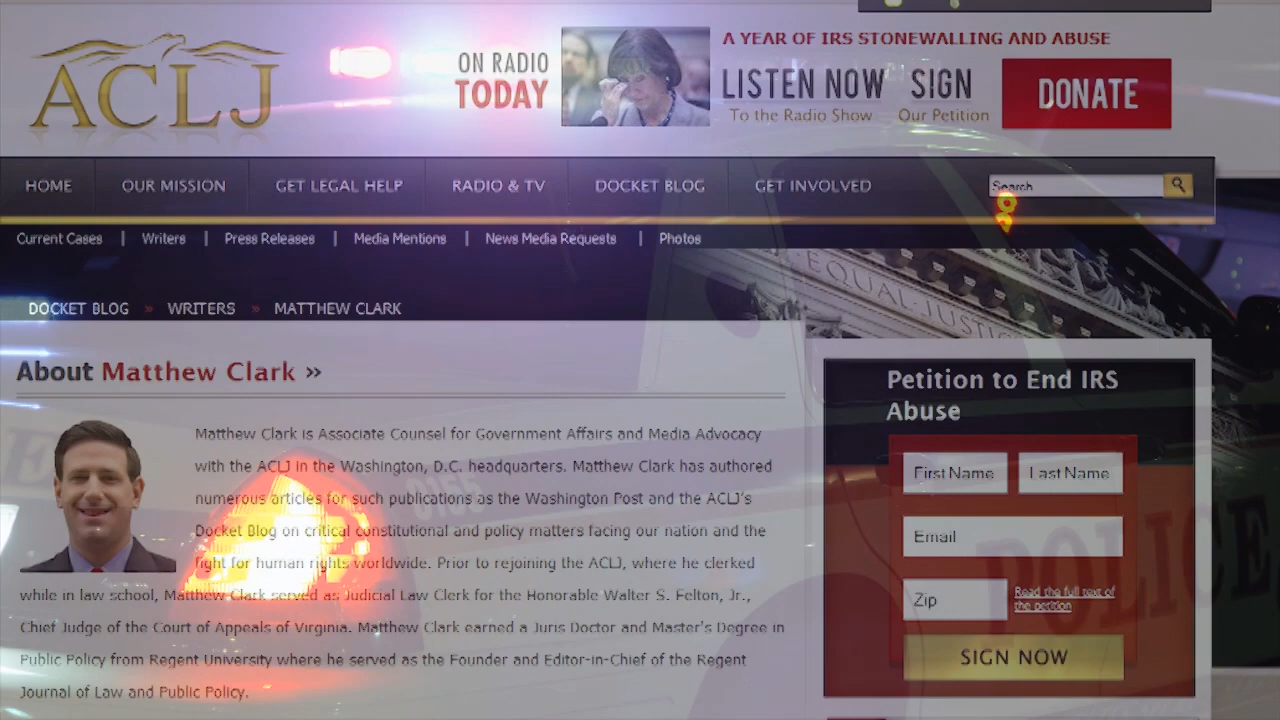 ACLJ
ON RADIO
TODAY
A YEAR OF IRS STONEWALLING AND ABUSE
LISTEN NOW
To the Radio Show
SIGN
Our Petition
DONATE
HOME
OUR MISSION
GET LEGAL HELP
RADIO & TV
DOCKET BLOG
GET INVOLVED
Search
Current Cases | Writers | Press Releases | Media Mentions | News Media Requests | Photos
EQUAL JUSTICE
DOCKET BLOG » WRITERS » MATTHEW CLARK
About Matthew Clark »
Matthew Clark is Associate Counsel for Government Affairs and Media Advocacy
with the ACLJ in the Washington, D.C. headquarters. Matthew Clark has authored
numerous articles for such publications as the Washington Post and the ACLJ's
Docket Blog on critical constitutional and policy matters facing our nation and the
fight for human rights worldwide. Prior to rejoining the ACLJ, where he clerked
while in law school, Matthew Clark served as Judicial Law Clerk for the Honorable Walter S. Felton, Jr.,
Chief Judge of the Court of Appeals of Virginia. Matthew Clark earned a Juris Doctor and Master's Degree in
Public Policy from Regent University where he served as the Founder and Editor-in-Chief of the Regent
Journal of Law and Public Policy.
Petition to End IRS
Abuse
First Name
Last Name
Email
Zip
Read the full text of
the petition
SIGN NOW
POLICE